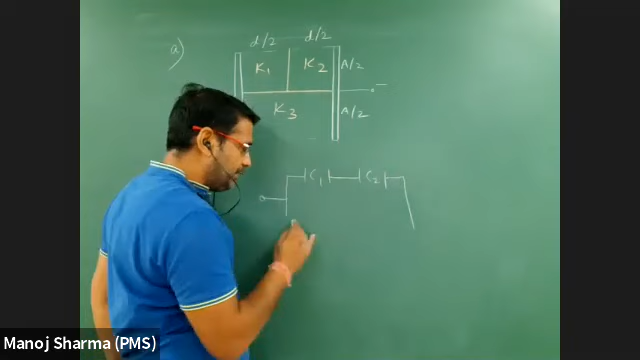 a)
d/2 d/2
K1 K2 A/2
K3 A/2
−
C1 C2
Manoj Sharma (PMS)